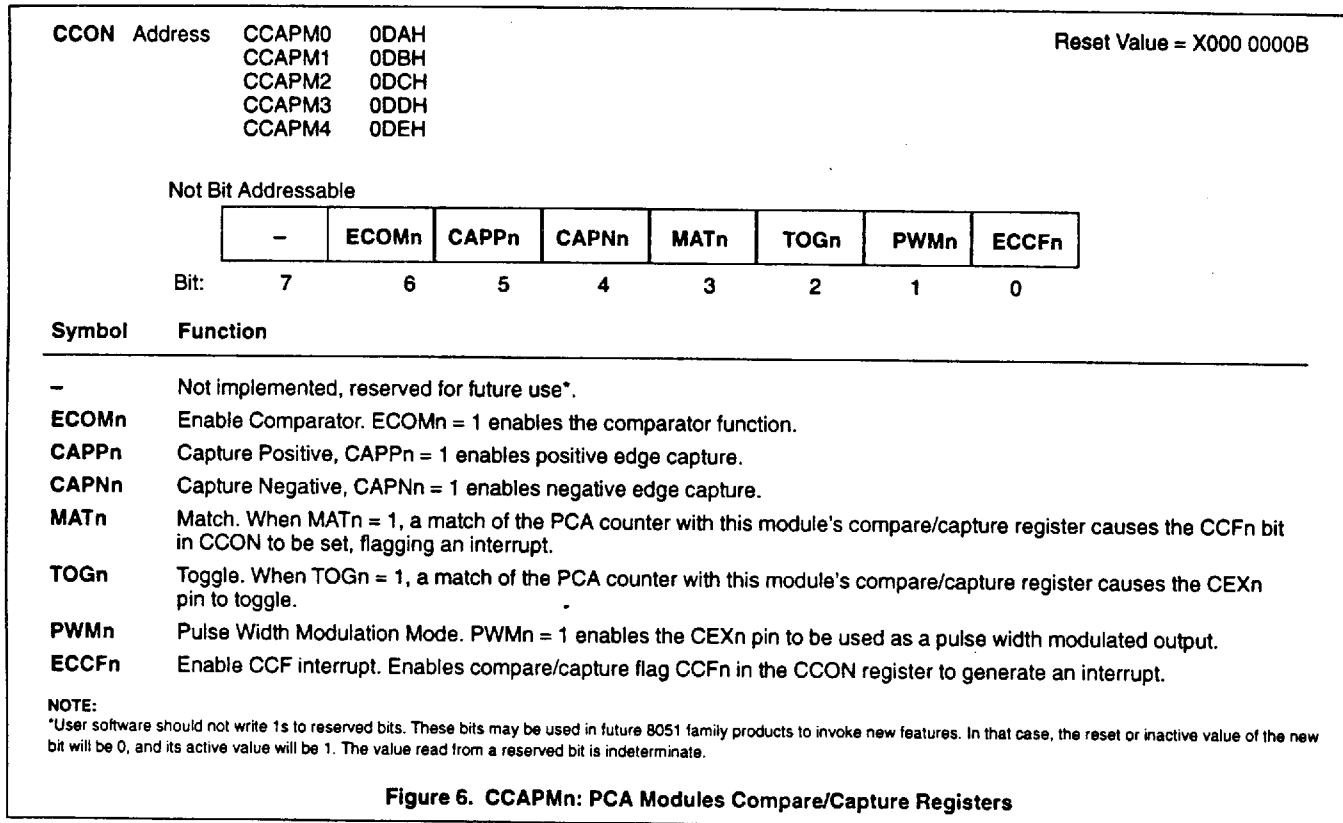 CCON Address CCAPM0 0DAH Reset Value = X000 0000B
CCAPM1 0DBH
CCAPM2 0DCH
CCAPM3 0DDH
CCAPM4 0DEH
Not Bit Addressable
– ECOMn CAPPn CAPNn MATn TOGn PWMn ECCFn
Bit: 7 6 5 4 3 2 1 0
Symbol Function
– Not implemented, reserved for future use*.
ECOMn Enable Comparator. ECOMn = 1 enables the comparator function.
CAPPn Capture Positive, CAPPn = 1 enables positive edge capture.
CAPNn Capture Negative, CAPNn = 1 enables negative edge capture.
MATn Match. When MATn = 1, a match of the PCA counter with this module's compare/capture register causes the CCFn bit
in CCON to be set, flagging an interrupt.
TOGn Toggle. When TOGn = 1, a match of the PCA counter with this module's compare/capture register causes the CEXn
pin to toggle.
PWMn Pulse Width Modulation Mode. PWMn = 1 enables the CEXn pin to be used as a pulse width modulated output.
ECCFn Enable CCF interrupt. Enables compare/capture flag CCFn in the CCON register to generate an interrupt.
NOTE:
*User software should not write 1s to reserved bits. These bits may be used in future 8051 family products to invoke new features. In that case, the reset or inactive value of the new
bit will be 0, and its active value will be 1. The value read from a reserved bit is indeterminate.
Figure 6. CCAPMn: PCA Modules Compare/Capture Registers